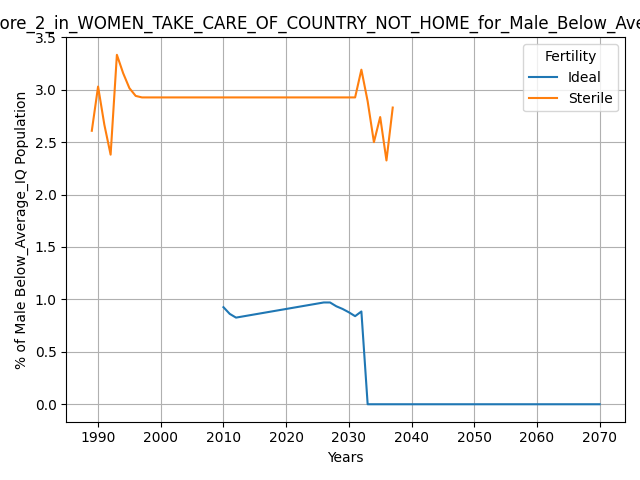 ore_2_in_WOMEN_TAKE_CARE_OF_COUNTRY_NOT_HOME_for_Male_Below_Ave
3.5
3.0
2.5
2.0
1.5
1.0
0.5
0.0
% of Male Below_Average_IQ Population
Fertility
Ideal
Sterile
1990 2000 2010 2020 2030 2040 2050 2060 2070
Years